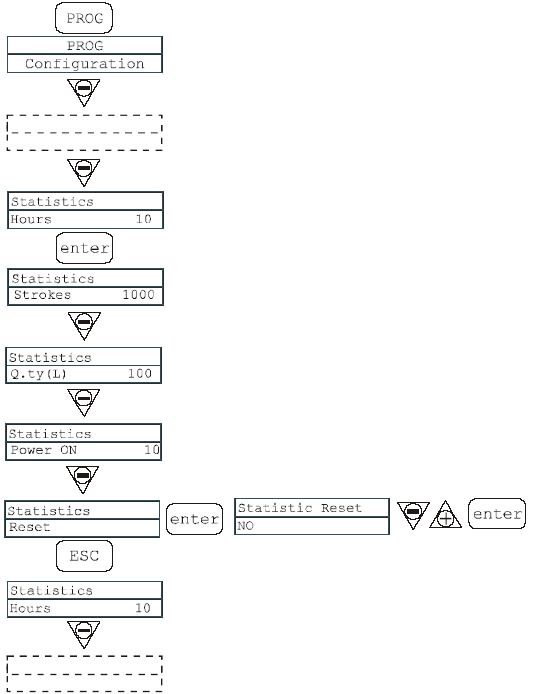 PROG
PROG
Configuration
Statistics
Hours 10
enter
Statistics
Strokes 1000
Statistics
Q.ty(L) 100
Statistics
Power ON 10
Statistics
Reset
enter
Statistic Reset
NO
enter
ESC
Statistics
Hours 10